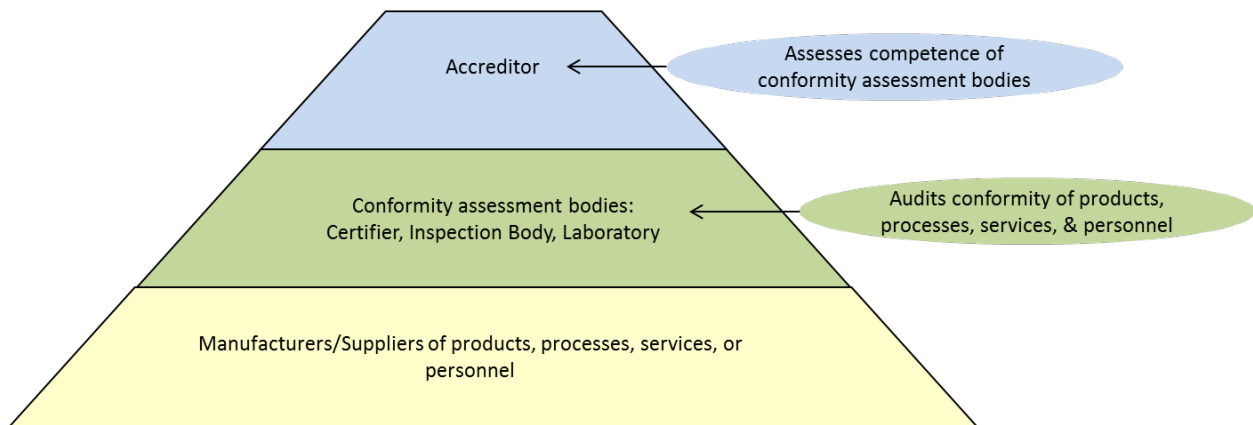 Accreditor
Assesses competence of
conformity assessment bodies
Conformity assessment bodies:
Certifier, Inspection Body, Laboratory
Audits conformity of products,
processes, services, & personnel
Manufacturers/Suppliers of products, processes, services, or
personnel